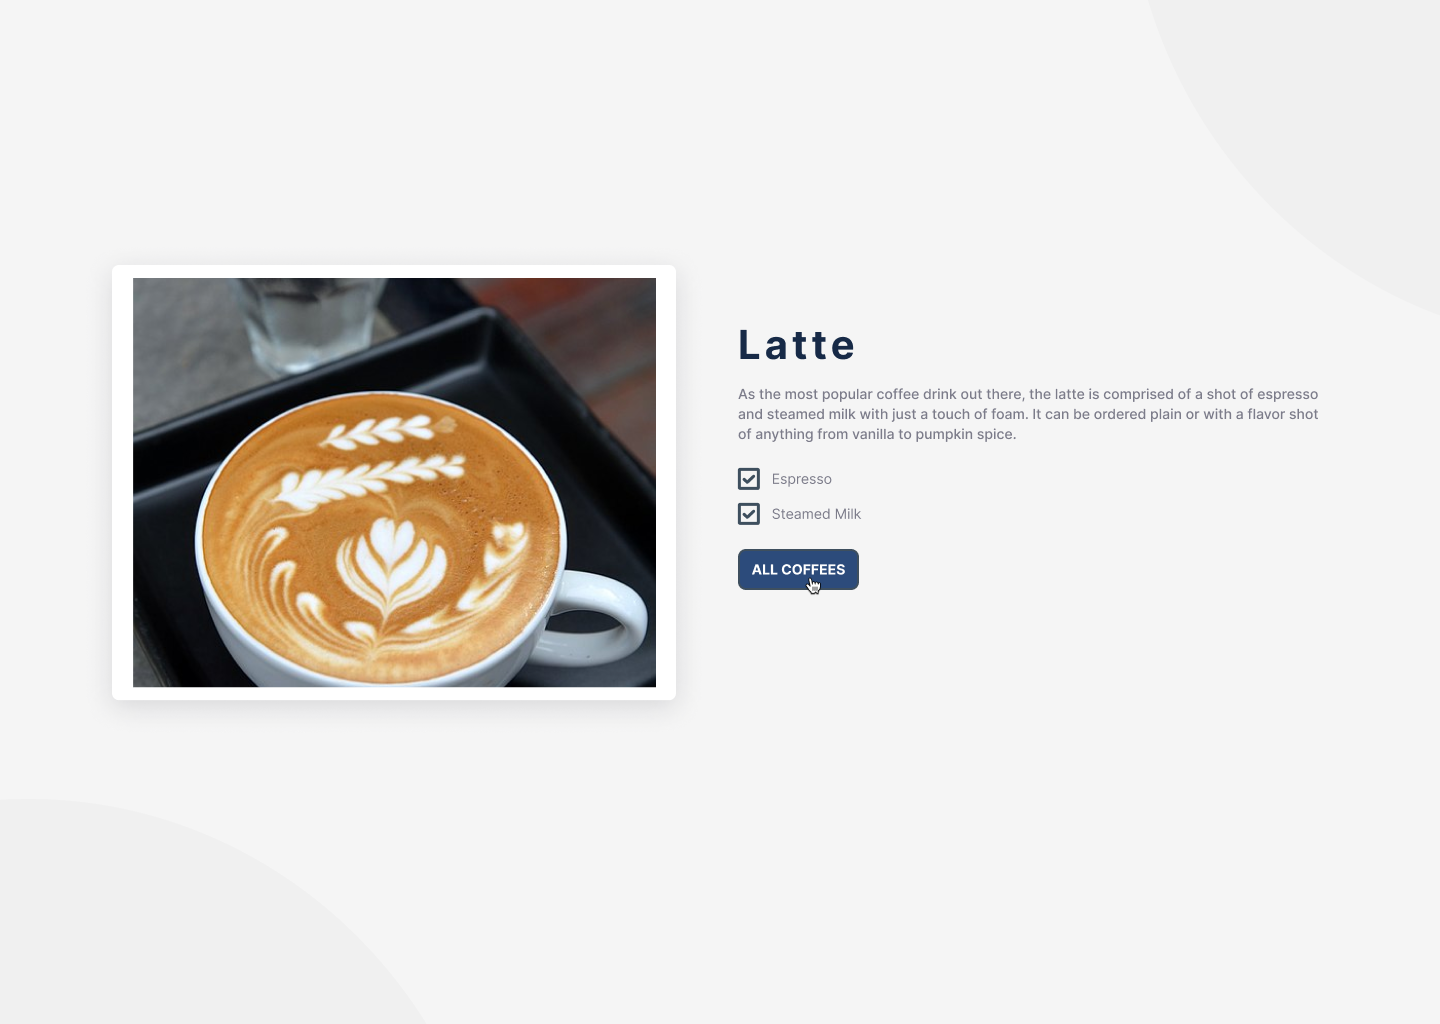 Latte
As the most popular coffee drink out there, the latte is comprised of a shot of espresso
and steamed milk with just a touch of foam. It can be ordered plain or with a flavor shot
of anything from vanilla to pumpkin spice.
Espresso
Steamed Milk
ALL COFFEES